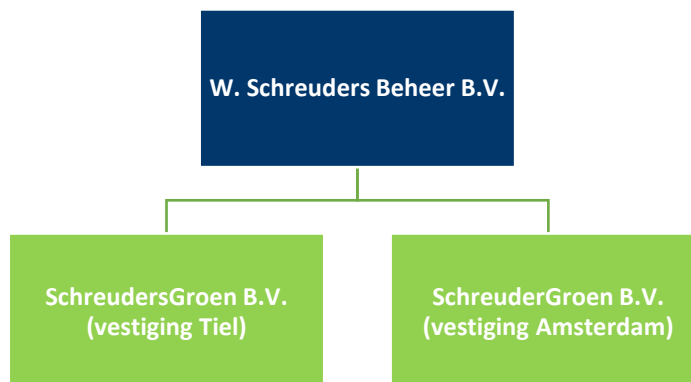 W. Schreuders Beheer B.V.
SchreudersGroen B.V.
(vestiging Tiel)
SchreuderGroen B.V.
(vestiging Amsterdam)